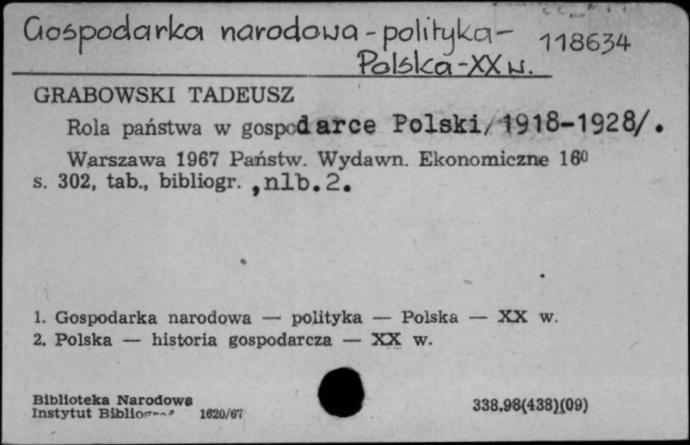 Gospodarka narodowa - polityka -
118634
Polska - XX w.
GRABOWSKI TADEUSZ
Rola państwa w gospodarce Polski/1918-1928/.
Warszawa 1967 Państw. Wydawn. Ekonomiczne 16⁰
s. 302, tab., bibliogr. ,nlb.2.
1. Gospodarka narodowa — polityka — Polska — XX w.
2. Polska — historia gospodarcza — XX w.
Biblioteka Narodowa
338.98(438)(09)
Instytut 1620/67